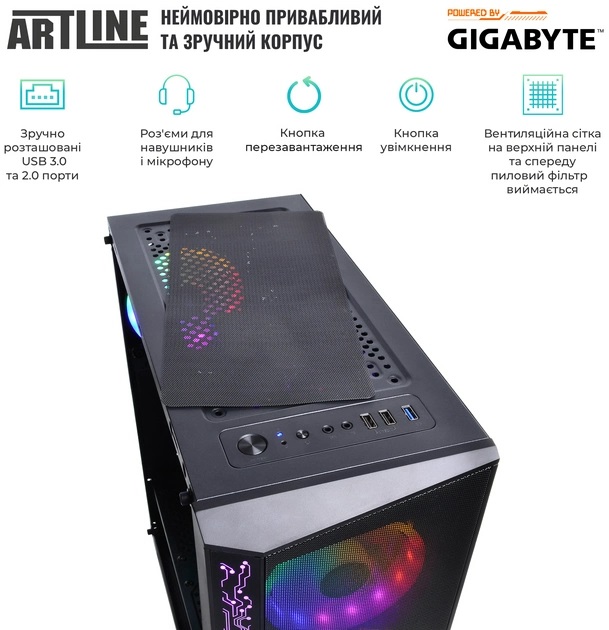 ARTLINE
НЕЙМОВІРНО ПРИВАБЛИВИЙ
ТА ЗРУЧНИЙ КОРПУС
POWERED BY
GIGABYTE™
Зручно
розташовані
USB 3.0
та 2.0 порти
Роз'єми для
навушників
і мікрофону
Кнопка
перезавантаження
Кнопка
увімкнення
Вентиляційна сітка
на верхній панелі
та спереду
пиловий фільтр
виймається